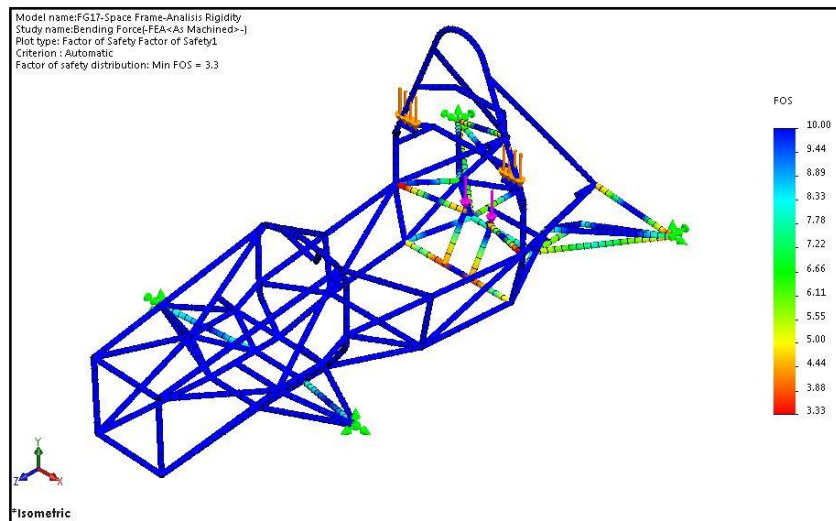 Model name:FG17-Space Frame-Analisis Rigidity
Study name:Bending Force(-FEA<As Machined>-)
Plot type: Factor of Safety Factor of Safety1
Criterion : Automatic
Factor of safety distribution: Min FOS = 3.3
FOS
10.00
9.44
8.89
8.33
7.78
7.22
6.66
6.11
5.55
5.00
4.44
3.88
3.33
Y
Z
X
*Isometric